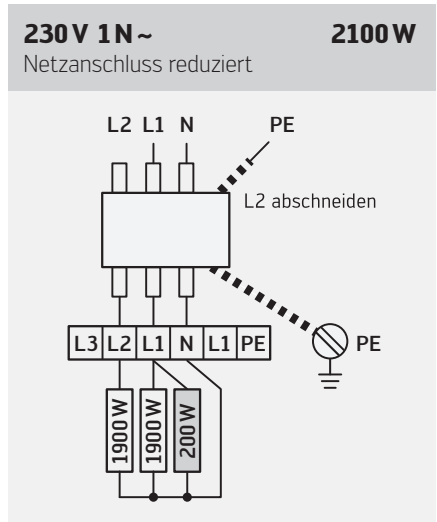 230 V 1 N ~ 2100 W
Netzanschluss reduziert
L2 L1 N PE
L2 abschneiden
L3 L2 L1 N L1 PE PE
1900 W 1900 W 200 W